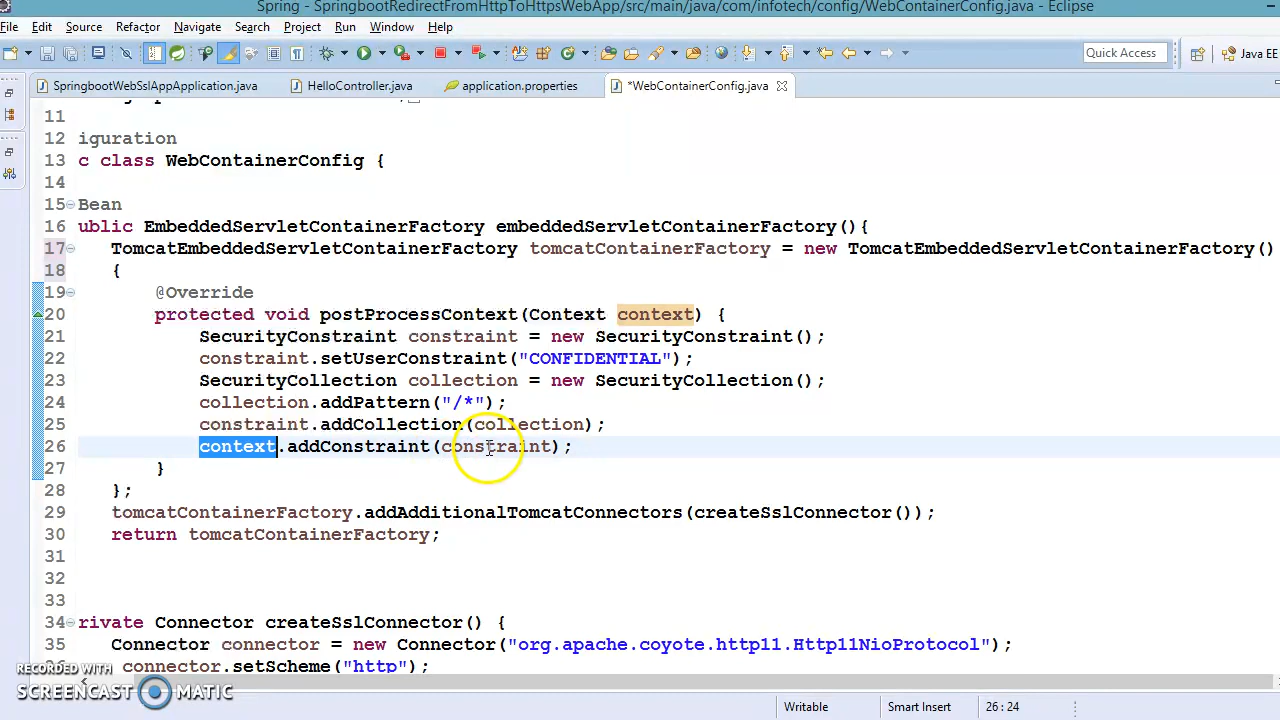 Spring - SpringbootRedirectFromHttpToHttpsWebApp/src/main/java/com/infotech/config/WebContainerConfig.java - Eclipse
File Edit Source Refactor Navigate Search Project Run Window Help
Quick Access
Java EE
SpringbootWebSslAppApplication.java
HelloController.java
application.properties
*WebContainerConfig.java
11
12 iguration
13 c class WebContainerConfig {
14
15 Bean
16 ublic EmbeddedServletContainerFactory embeddedServletContainerFactory(){
17 TomcatEmbeddedServletContainerFactory tomcatContainerFactory = new TomcatEmbeddedServletContainerFactory()
18 {
19 @Override
20 protected void postProcessContext(Context context) {
21 SecurityConstraint constraint = new SecurityConstraint();
22 constraint.setUserConstraint("CONFIDENTIAL");
23 SecurityCollection collection = new SecurityCollection();
24 collection.addPattern("/*");
25 constraint.addCollection(collection);
26 context.addConstraint(constraint);
27 }
28 };
29 tomcatContainerFactory.addAdditionalTomcatConnectors(createSslConnector());
30 return tomcatContainerFactory;
31
32
33
34 rivate Connector createSslConnector() {
35 Connector connector = new Connector("org.apache.coyote.http11.Http11NioProtocol");
connector.setScheme("http");
RECORDED WITH
SCREENCAST MATIC
Writable
Smart Insert
26 : 24